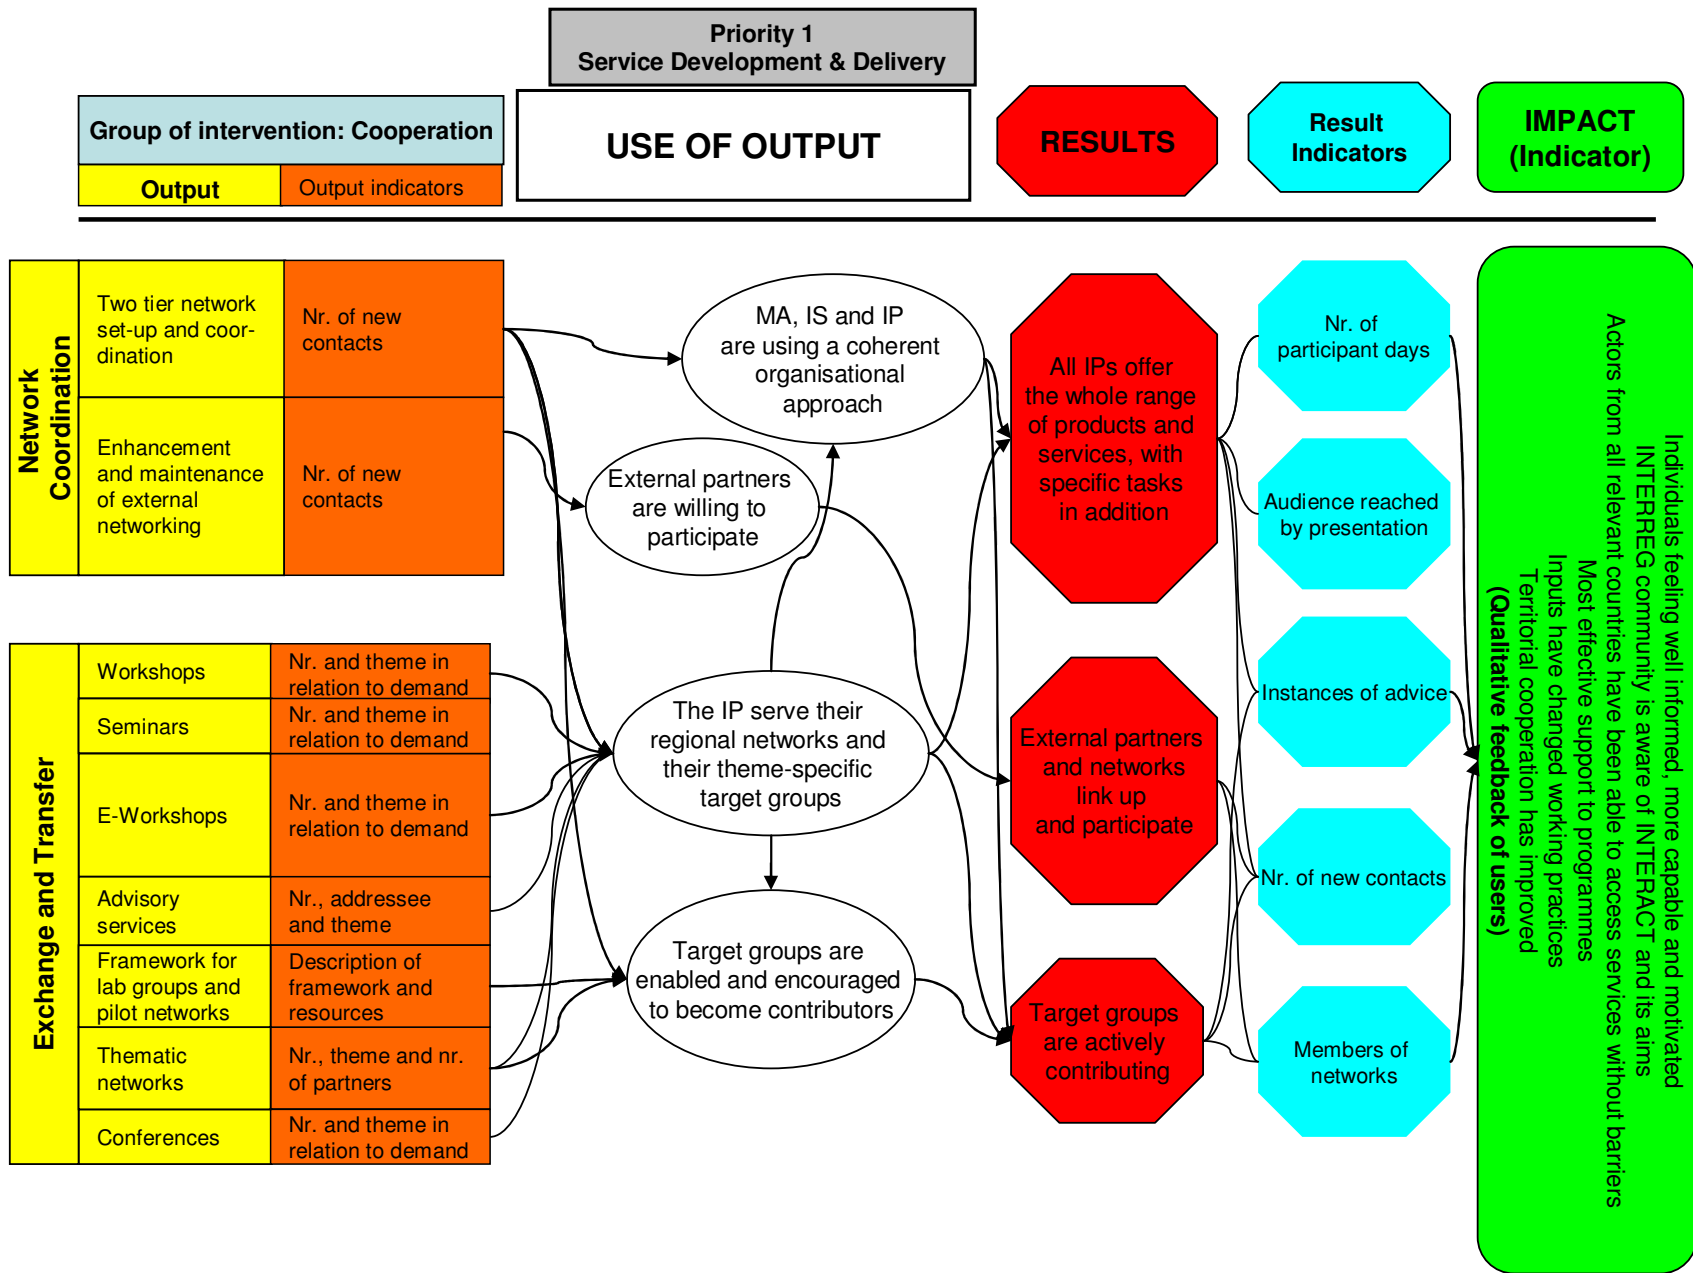 Priority 1
Service Development & Delivery
Group of intervention: Cooperation
Output
Output indicators
USE OF OUTPUT
RESULTS
Result
Indicators
IMPACT
(Indicator)
Network
Coordination
Two tier network
set-up and coor-
dination
Nr. of new
contacts
Enhancement
and maintenance
of external
networking
Nr. of new
contacts
Exchange and Transfer
Workshops
Nr. and theme in
relation to demand
Seminars
Nr. and theme in
relation to demand
E-Workshops
Nr. and theme in
relation to demand
Advisory
services
Nr., addressee
and theme
Framework for
lab groups and
pilot networks
Description of
framework and
resources
Thematic
networks
Nr., theme and nr.
of partners
Conferences
Nr. and theme in
relation to demand
MA, IS and IP
are using a coherent
organisational
approach
External partners
are willing to
participate
The IP serve their
regional networks and
their theme-specific
target groups
Target groups are
enabled and encouraged
to become contributors
All IPs offer
the whole range
of products and
services, with
specific tasks
in addition
External partners
and networks
link up
and participate
Target groups
are actively
contributing
Nr. of
participant days
Audience reached
by presentation
Instances of advice
Nr. of new contacts
Members of
networks
Individuals feeling well informed, more capable and motivated
INTERREG community is aware of INTERACT and its aims
Actors from all relevant countries have been able to access services without barriers
Most effective support to programmes
Inputs have changed working practices
Territorial cooperation has improved
(Qualitative feedback of users)